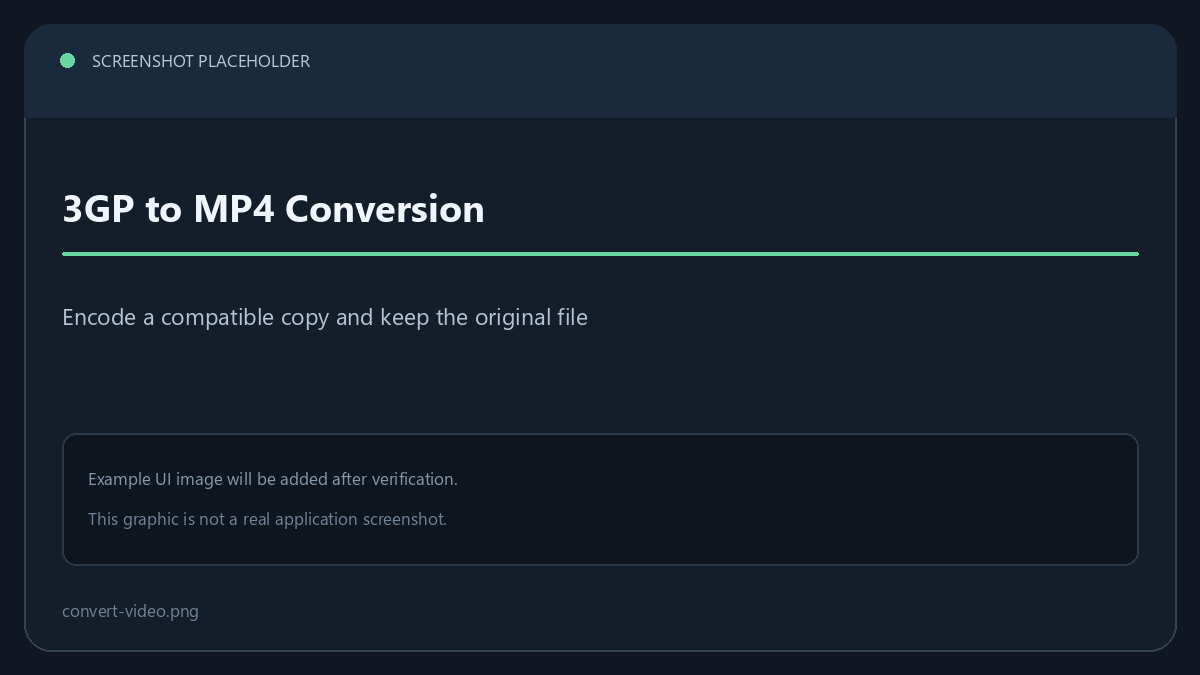 SCREENSHOT PLACEHOLDER
3GP to MP4 Conversion
Encode a compatible copy and keep the original file
Example UI image will be added after verification.
This graphic is not a real application screenshot.
convert-video.png